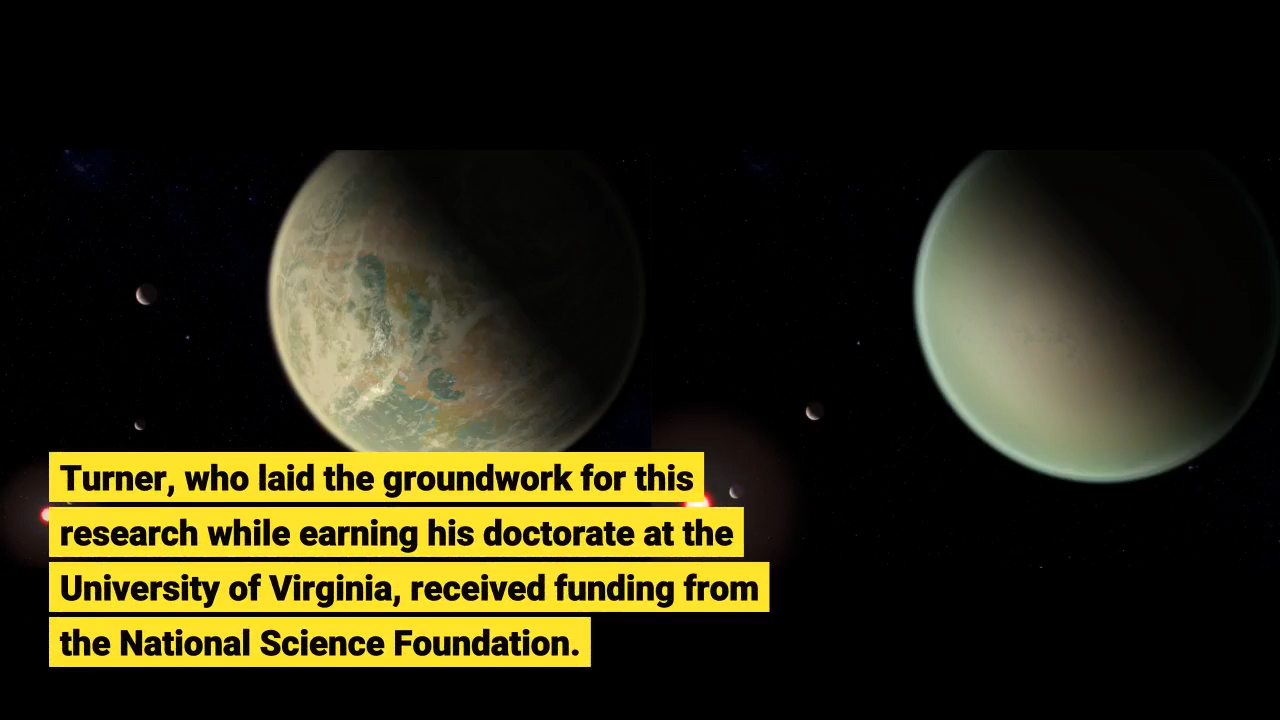 Turner, who laid the groundwork for this
research while earning his doctorate at the
University of Virginia, received funding from
the National Science Foundation.